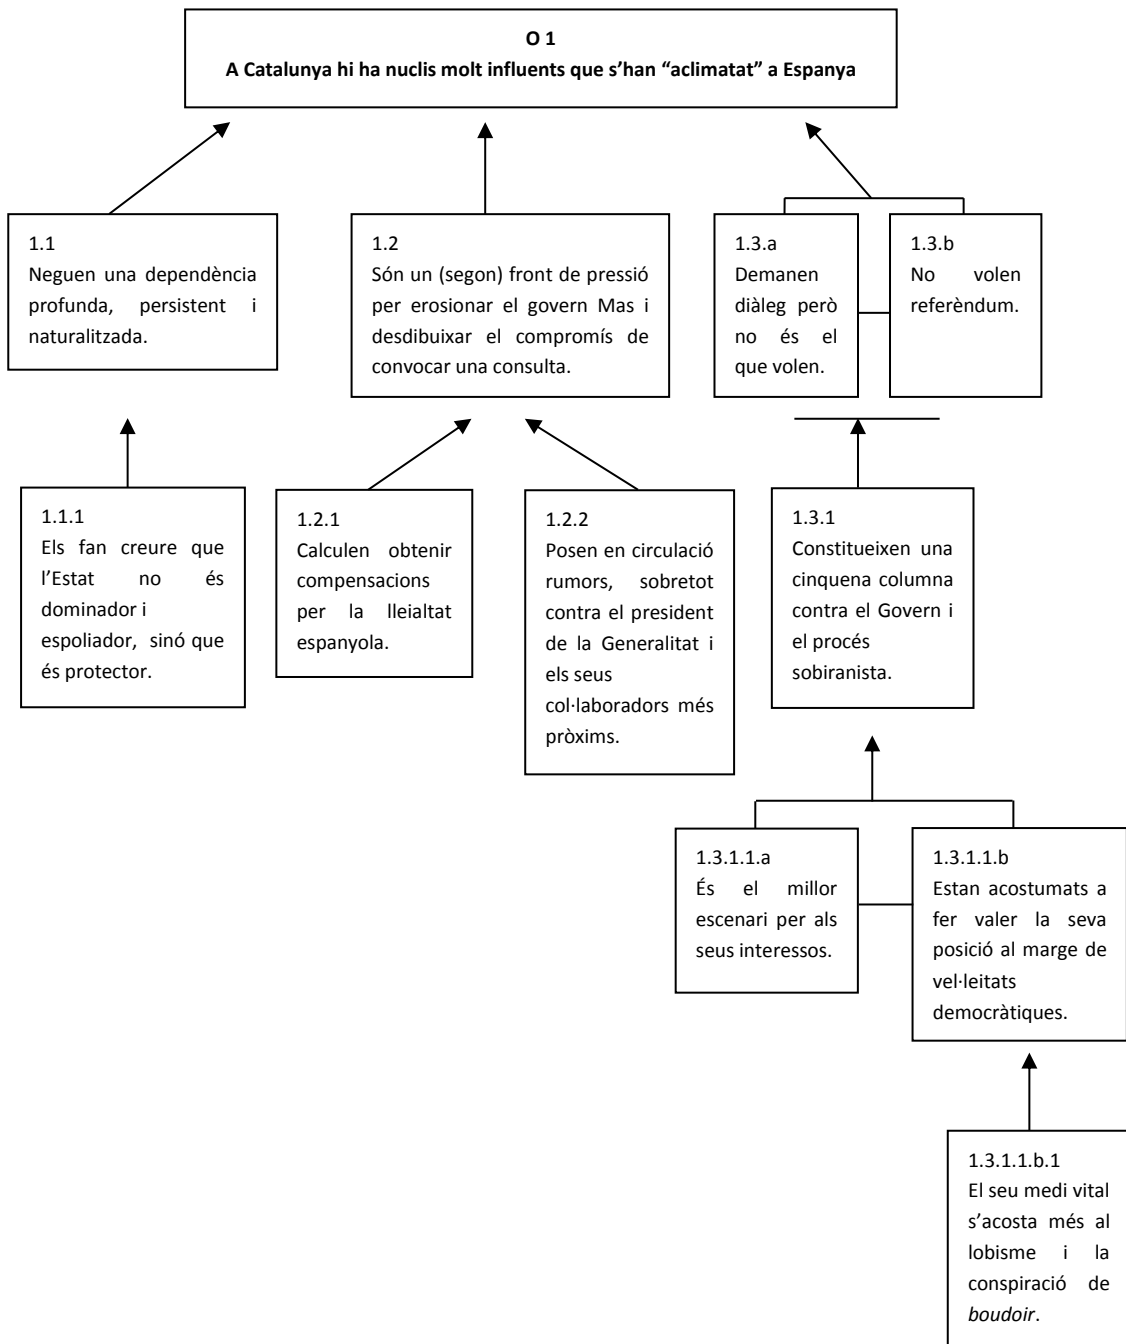 O 1
A Catalunya hi ha nuclis molt influents que s’han “aclimatat” a Espanya
1.1
Neguen una dependència
profunda, persistent i
naturalitzada.
1.2
Són un (segon) front de pressió
per erosionar el govern Mas i
desdibuixar el compromís de
convocar una consulta.
1.3.a
Demanen
diàleg però
no és el
que volen.
1.3.b
No volen
referèndum.
1.1.1
Els fan creure que
l’Estat no és
dominador i
espoliador, sinó que
és protector.
1.2.1
Calculen obtenir
compensacions
per la lleialtat
espanyola.
1.2.2
Posen en circulació
rumors, sobretot
contra el president
de la Generalitat i
els seus
col·laboradors més
pròxims.
1.3.1
Constitueixen una
cinquena columna
contra el Govern i
el procés
sobiranista.
1.3.1.1.a
És el millor
escenari per als
seus interessos.
1.3.1.1.b
Estan acostumats a
fer valer la seva
posició al marge de
vel·leitats
democràtiques.
1.3.1.1.b.1
El seu medi vital
s’acosta més al
lobisme i la
conspiració de
boudoir.